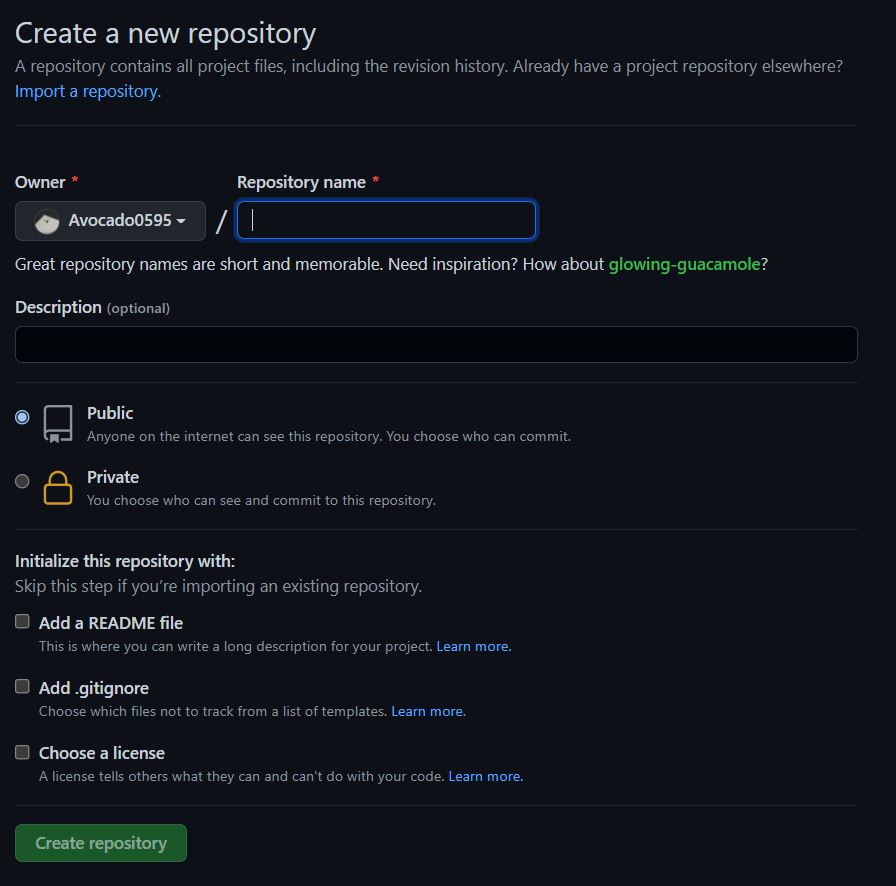 Create a new repository
A repository contains all project files, including the revision history. Already have a project repository elsewhere?
Import a repository.
Owner * Repository name *
Avocado0595 /
Great repository names are short and memorable. Need inspiration? How about glowing-guacamole?
Description (optional)
Public
Anyone on the internet can see this repository. You choose who can commit.
Private
You choose who can see and commit to this repository.
Initialize this repository with:
Skip this step if you’re importing an existing repository.
Add a README file
This is where you can write a long description for your project. Learn more.
Add .gitignore
Choose which files not to track from a list of templates. Learn more.
Choose a license
A license tells others what they can and can't do with your code. Learn more.
Create repository